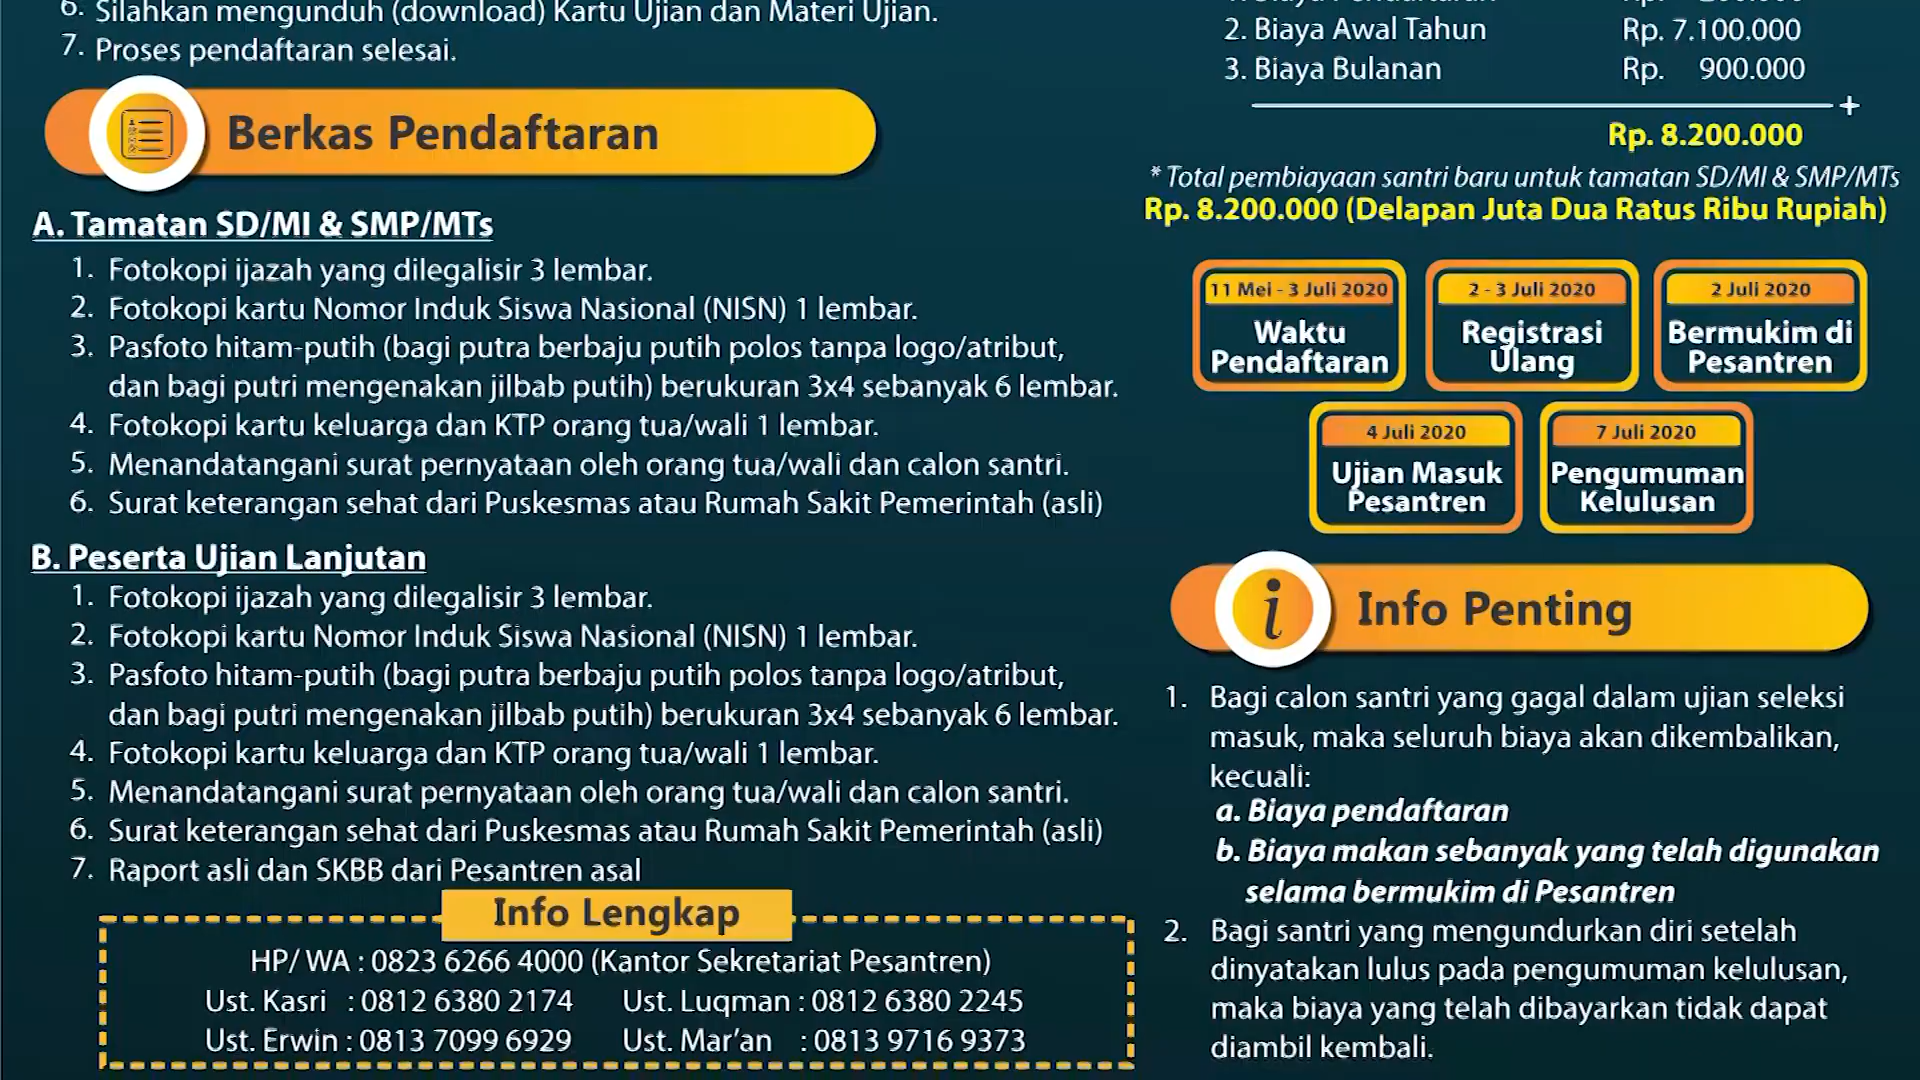 6. Silahkan mengunduh (download) Kartu Ujian dan Materi Ujian.
7. Proses pendaftaran selesai.
Berkas Pendaftaran
A. Tamatan SD/MI & SMP/MTs
1. Fotokopi ijazah yang dilegalisir 3 lembar.
2. Fotokopi kartu Nomor Induk Siswa Nasional (NISN) 1 lembar.
3. Pasfoto hitam-putih (bagi putra berbaju putih polos tanpa logo/atribut,
dan bagi putri mengenakan jilbab putih) berukuran 3x4 sebanyak 6 lembar.
4. Fotokopi kartu keluarga dan KTP orang tua/wali 1 lembar.
5. Menandatangani surat pernyataan oleh orang tua/wali dan calon santri.
6. Surat keterangan sehat dari Puskesmas atau Rumah Sakit Pemerintah (asli)
B. Peserta Ujian Lanjutan
1. Fotokopi ijazah yang dilegalisir 3 lembar.
2. Fotokopi kartu Nomor Induk Siswa Nasional (NISN) 1 lembar.
3. Pasfoto hitam-putih (bagi putra berbaju putih polos tanpa logo/atribut,
dan bagi putri mengenakan jilbab putih) berukuran 3x4 sebanyak 6 lembar.
4. Fotokopi kartu keluarga dan KTP orang tua/wali 1 lembar.
5. Menandatangani surat pernyataan oleh orang tua/wali dan calon santri.
6. Surat keterangan sehat dari Puskesmas atau Rumah Sakit Pemerintah (asli)
7. Raport asli dan SKBB dari Pesantren asal
Info Lengkap
HP/ WA : 0823 6266 4000 (Kantor Sekretariat Pesantren)
Ust. Kasri : 0812 6380 2174 Ust. Luqman : 0812 6380 2245
Ust. Erwin : 0813 7099 6929 Ust. Mar'an : 0813 9716 9373
2. Biaya Awal Tahun Rp. 7.100.000
3. Biaya Bulanan Rp. 900.000
+
Rp. 8.200.000
* Total pembiayaan santri baru untuk tamatan SD/MI & SMP/MTs
Rp. 8.200.000 (Delapan Juta Dua Ratus Ribu Rupiah)
11 Mei - 3 Juli 2020
Waktu
Pendaftaran
2 - 3 Juli 2020
Registrasi
Ulang
2 Juli 2020
Bermukim di
Pesantren
4 Juli 2020
Ujian Masuk
Pesantren
7 Juli 2020
Pengumuman
Kelulusan
i Info Penting
1. Bagi calon santri yang gagal dalam ujian seleksi
masuk, maka seluruh biaya akan dikembalikan,
kecuali:
a. Biaya pendaftaran
b. Biaya makan sebanyak yang telah digunakan
selama bermukim di Pesantren
2. Bagi santri yang mengundurkan diri setelah
dinyatakan lulus pada pengumuman kelulusan,
maka biaya yang telah dibayarkan tidak dapat
diambil kembali.